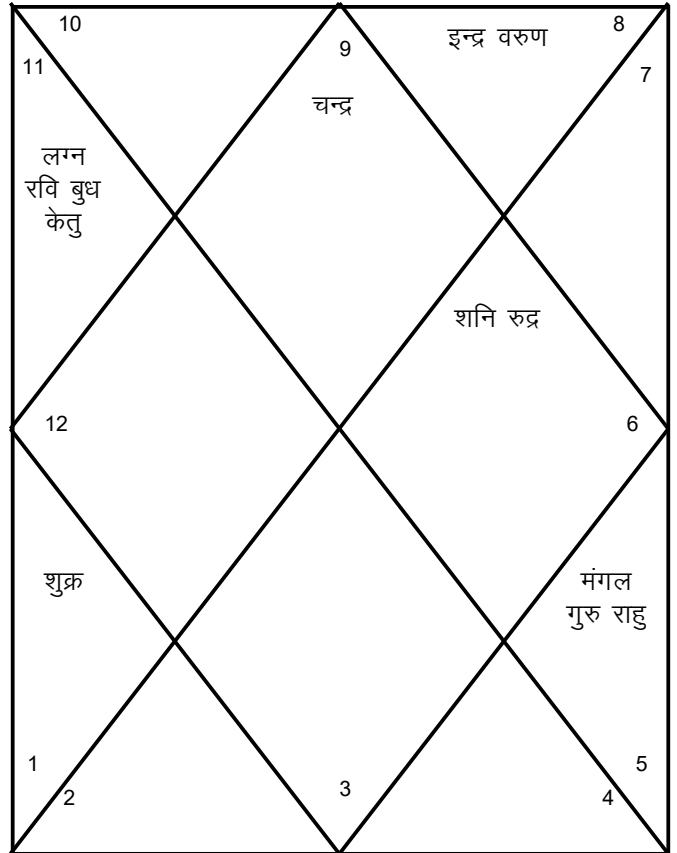 10
9
इन्द्र वरुण
8
11
7
चन्द्र
लग्न
रवि बुध
केतु
शनि रुद्र
12
6
शुक्र
मंगल
गुरु राहु
1
5
2
3
4